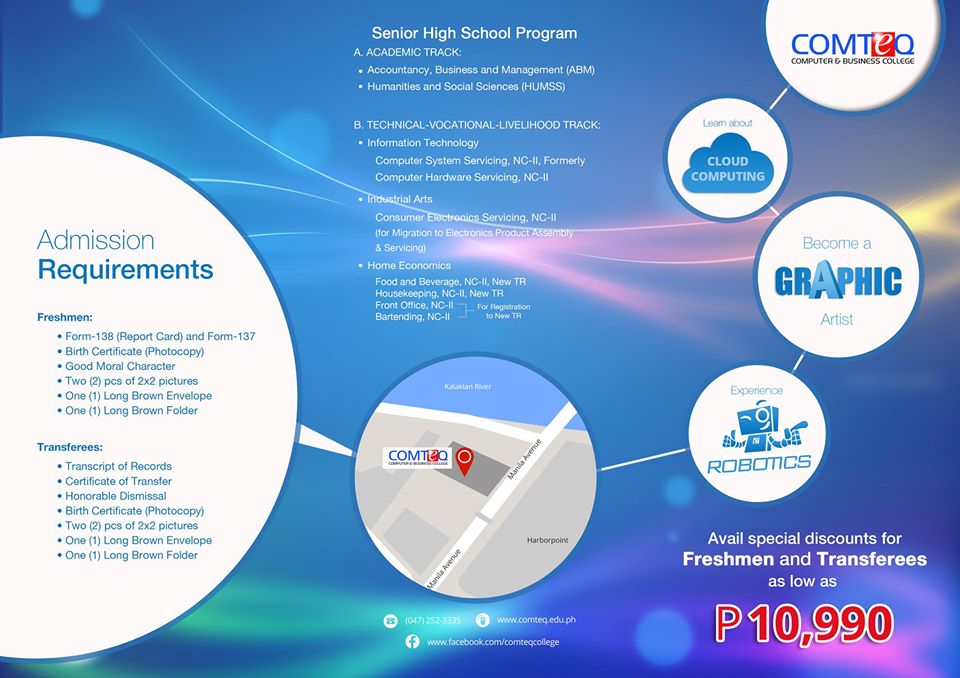 Admission
Requirements
Freshmen:
• Form-138 (Report Card) and Form-137
• Birth Certificate (Photocopy)
• Good Moral Character
• Two (2) pcs of 2x2 pictures
• One (1) Long Brown Envelope
• One (1) Long Brown Folder
Transferees:
• Transcript of Records
• Certificate of Transfer
• Honorable Dismissal
• Birth Certificate (Photocopy)
• Two (2) pcs of 2x2 pictures
• One (1) Long Brown Envelope
• One (1) Long Brown Folder
Senior High School Program
A. ACADEMIC TRACK:
• Accountancy, Business and Management (ABM)
• Humanities and Social Sciences (HUMSS)
B. TECHNICAL-VOCATIONAL-LIVELIHOOD TRACK:
• Information Technology
Computer System Servicing, NC-II, Formerly
Computer Hardware Servicing, NC-II
• Industrial Arts
Consumer Electronics Servicing, NC-II
(for Migration to Electronics Product Assembly
& Servicing)
• Home Economics
Food and Beverage, NC-II, New TR
Housekeeping, NC-II, New TR
Front Office, NC-II
Bartending, NC-II
For Registration
to New TR
Kalaklan River
COMTeQ
COMPUTER & BUSINESS COLLEGE
Manila Avenue
Harborpoint
Manila Avenue
(047) 252-3335
www.comteq.edu.ph
www.facebook.com/comteqcollege
COMTeQ
COMPUTER & BUSINESS COLLEGE
Learn about
CLOUD
COMPUTING
Become a
GRAPHIC
Artist
Experience
ROBOTICS
Avail special discounts for
Freshmen and Transferees
as low as
P10,990